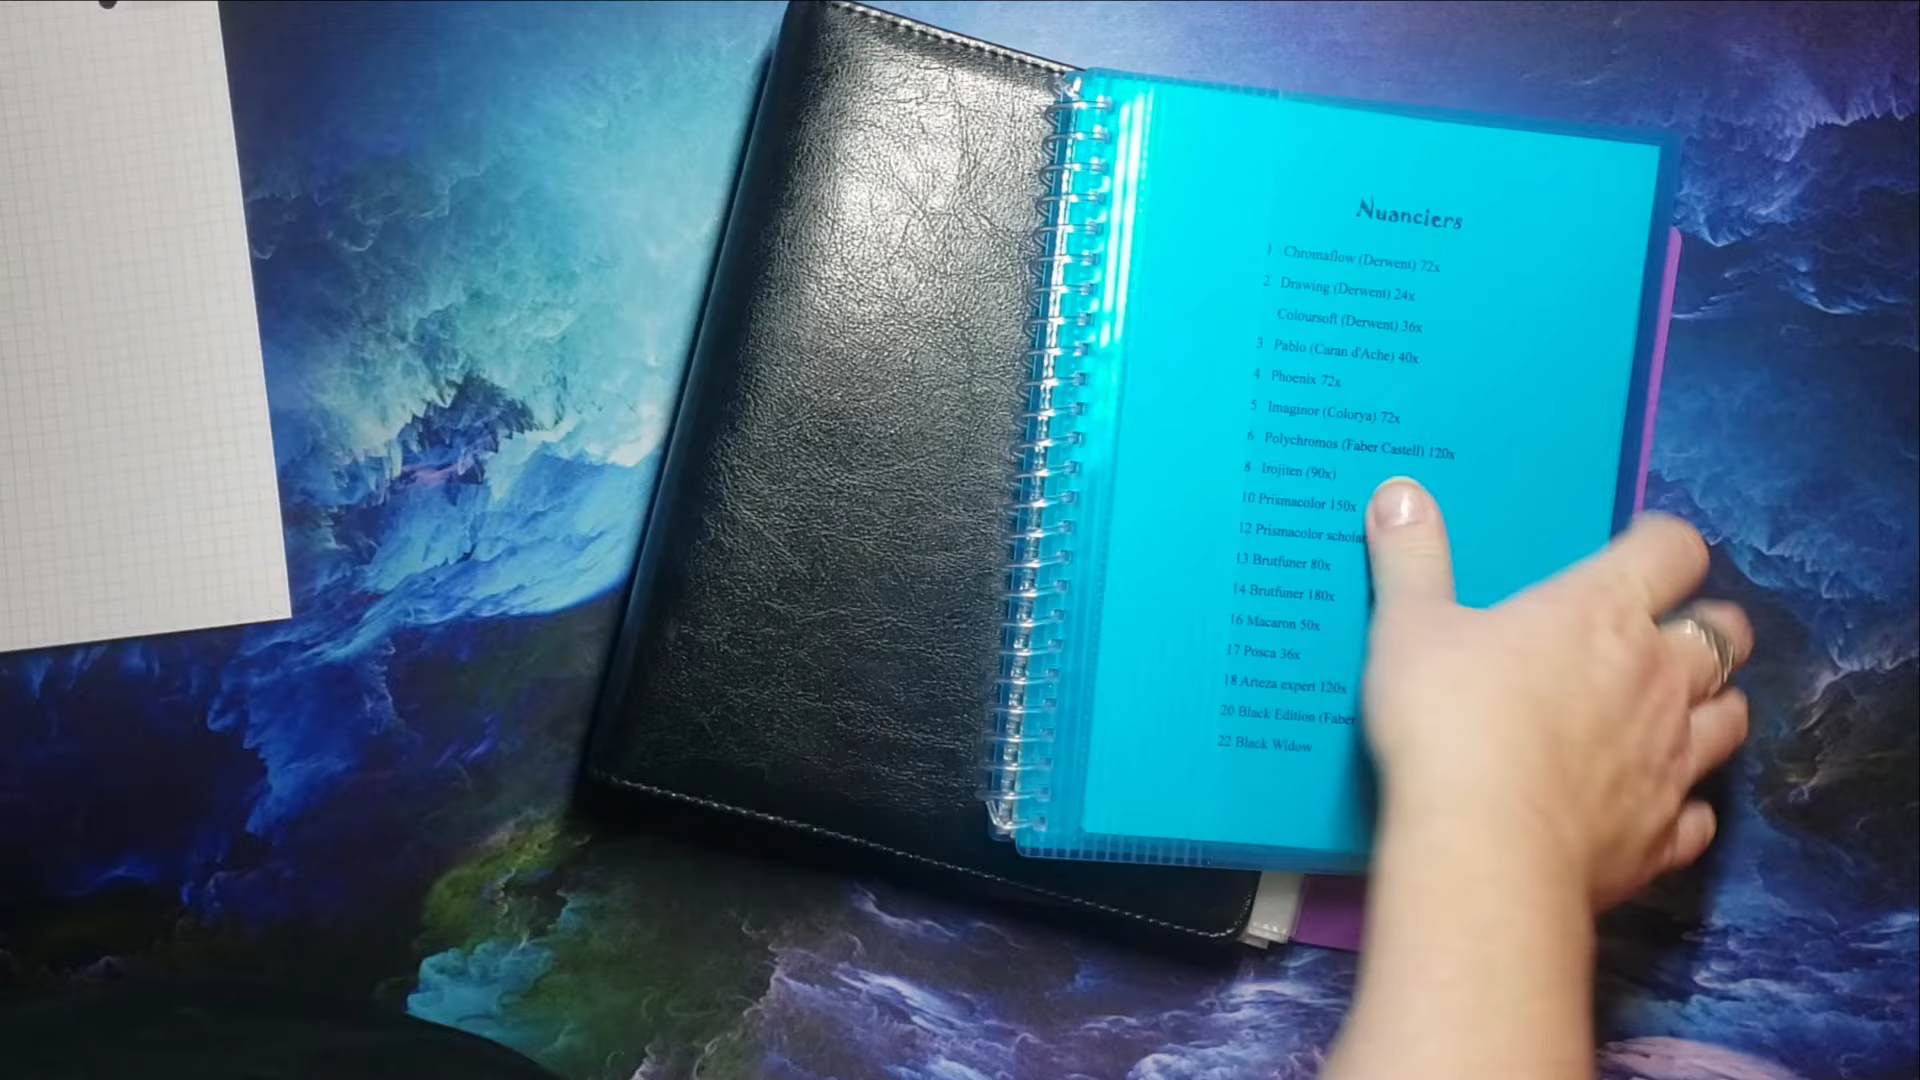 Nuanciers
1 Chromaflow (Derwent) 72x
2 Drawing (Derwent) 24x
Coloursoft (Derwent) 36x
3 Pablo (Caran d'Ache) 40x
4 Phoenix 72x
5 Imaginor (Colorya) 72x
6 Polychromos (Faber Castell) 120x
8 Irojiten (90x)
10 Prismacolor 150x
12 Prismacolor
13 Brutfuner 80x
14 Brutfuner 180x
16 Macaron 50x
17 Posca 36x
18 Arteza expert 120x
20 Black Edition (Faber
22 Black Widow